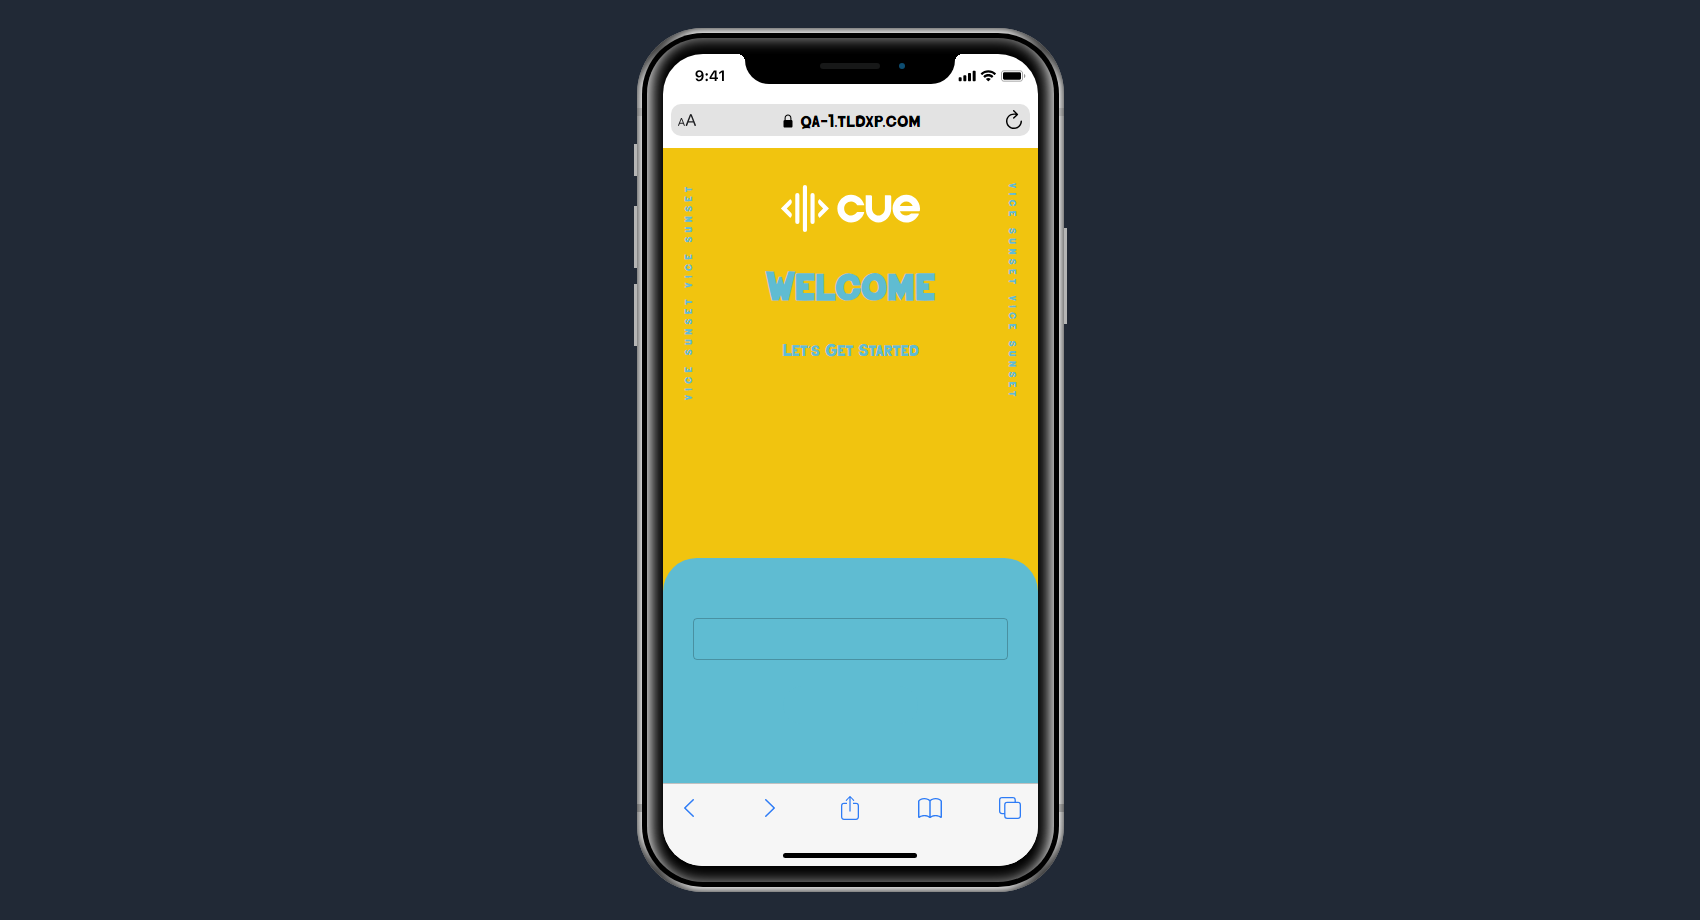 9:41
AA
QA-1.TLDXP.COM
cue
WELCOME
LET'S GET STARTED
VICE SUNSET VICE SUNSET
VICE SUNSET VICE SUNSET